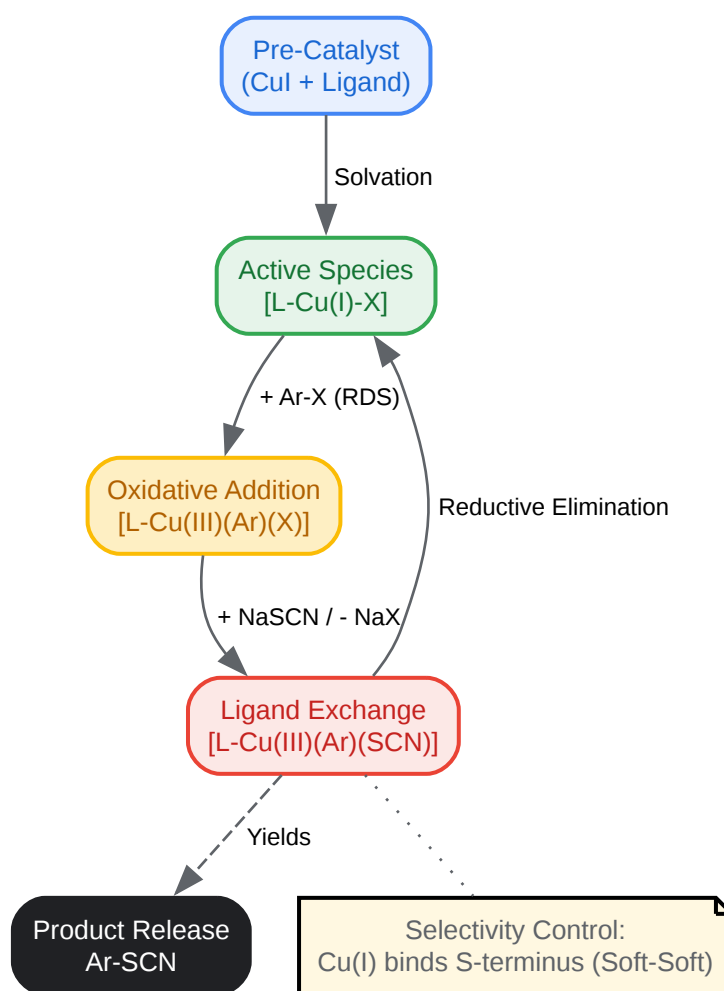 Pre-Catalyst
(CuI + Ligand)
Solvation
Active Species
[L-Cu(I)-X]
+ Ar-X (RDS)
Oxidative Addition
[L-Cu(III)(Ar)(X)]
Reductive Elimination
+ NaSCN / - NaX
Ligand Exchange
[L-Cu(III)(Ar)(SCN)]
Yields
Product Release
Ar-SCN
Selectivity Control:
Cu(I) binds S-terminus (Soft-Soft)